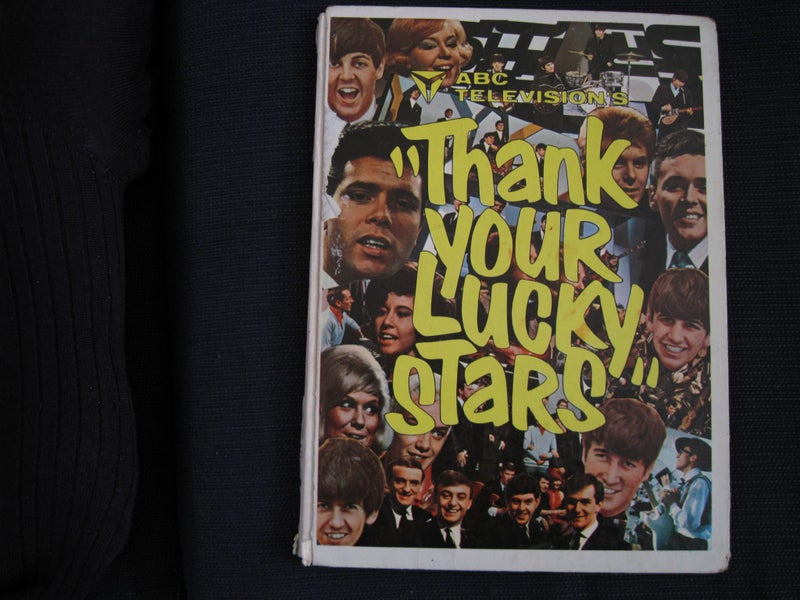 ABC
TELEVISION'S
"Thank
YOUR
LUCKY
STARS"